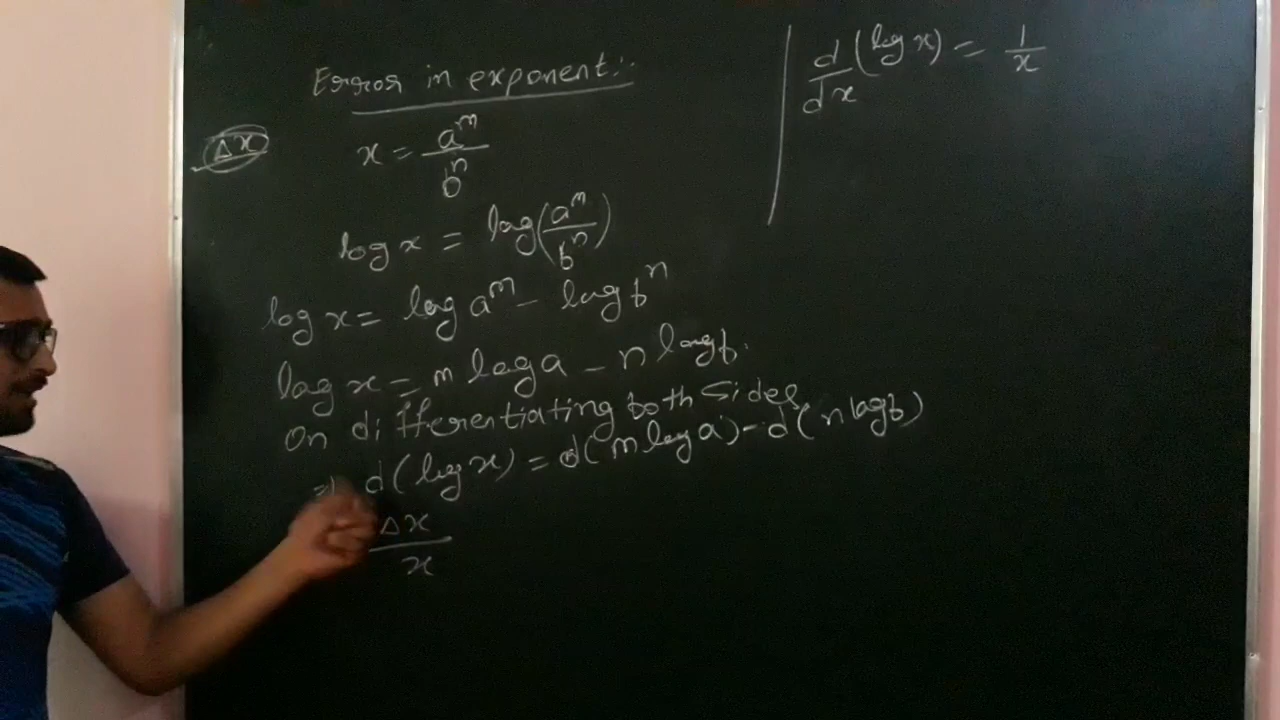 Error in exponent:-
Δx
x = a^m / b^n
log x = log(a^m / b^n)
log x = log a^m - log b^n
log x = m log a - n log b.
On differentiating both sides
⇒ d(log x) = d(m log a) - d(n log b)
Δx / x
d/dx (log x) = 1/x